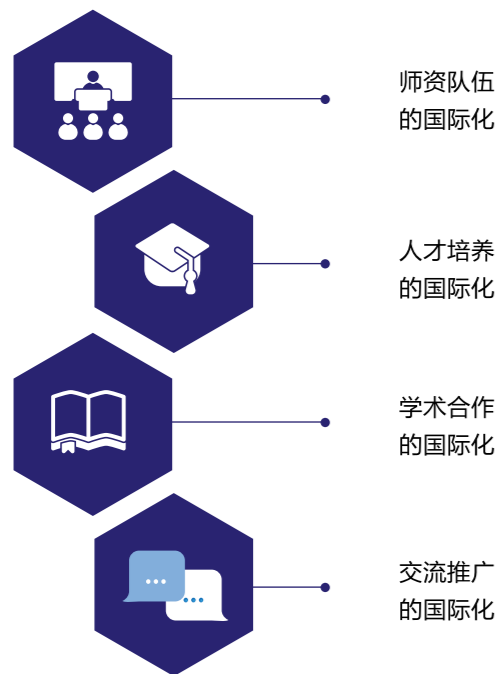 师资队伍
的国际化
人才培养
的国际化
学术合作
的国际化
交流推广
的国际化